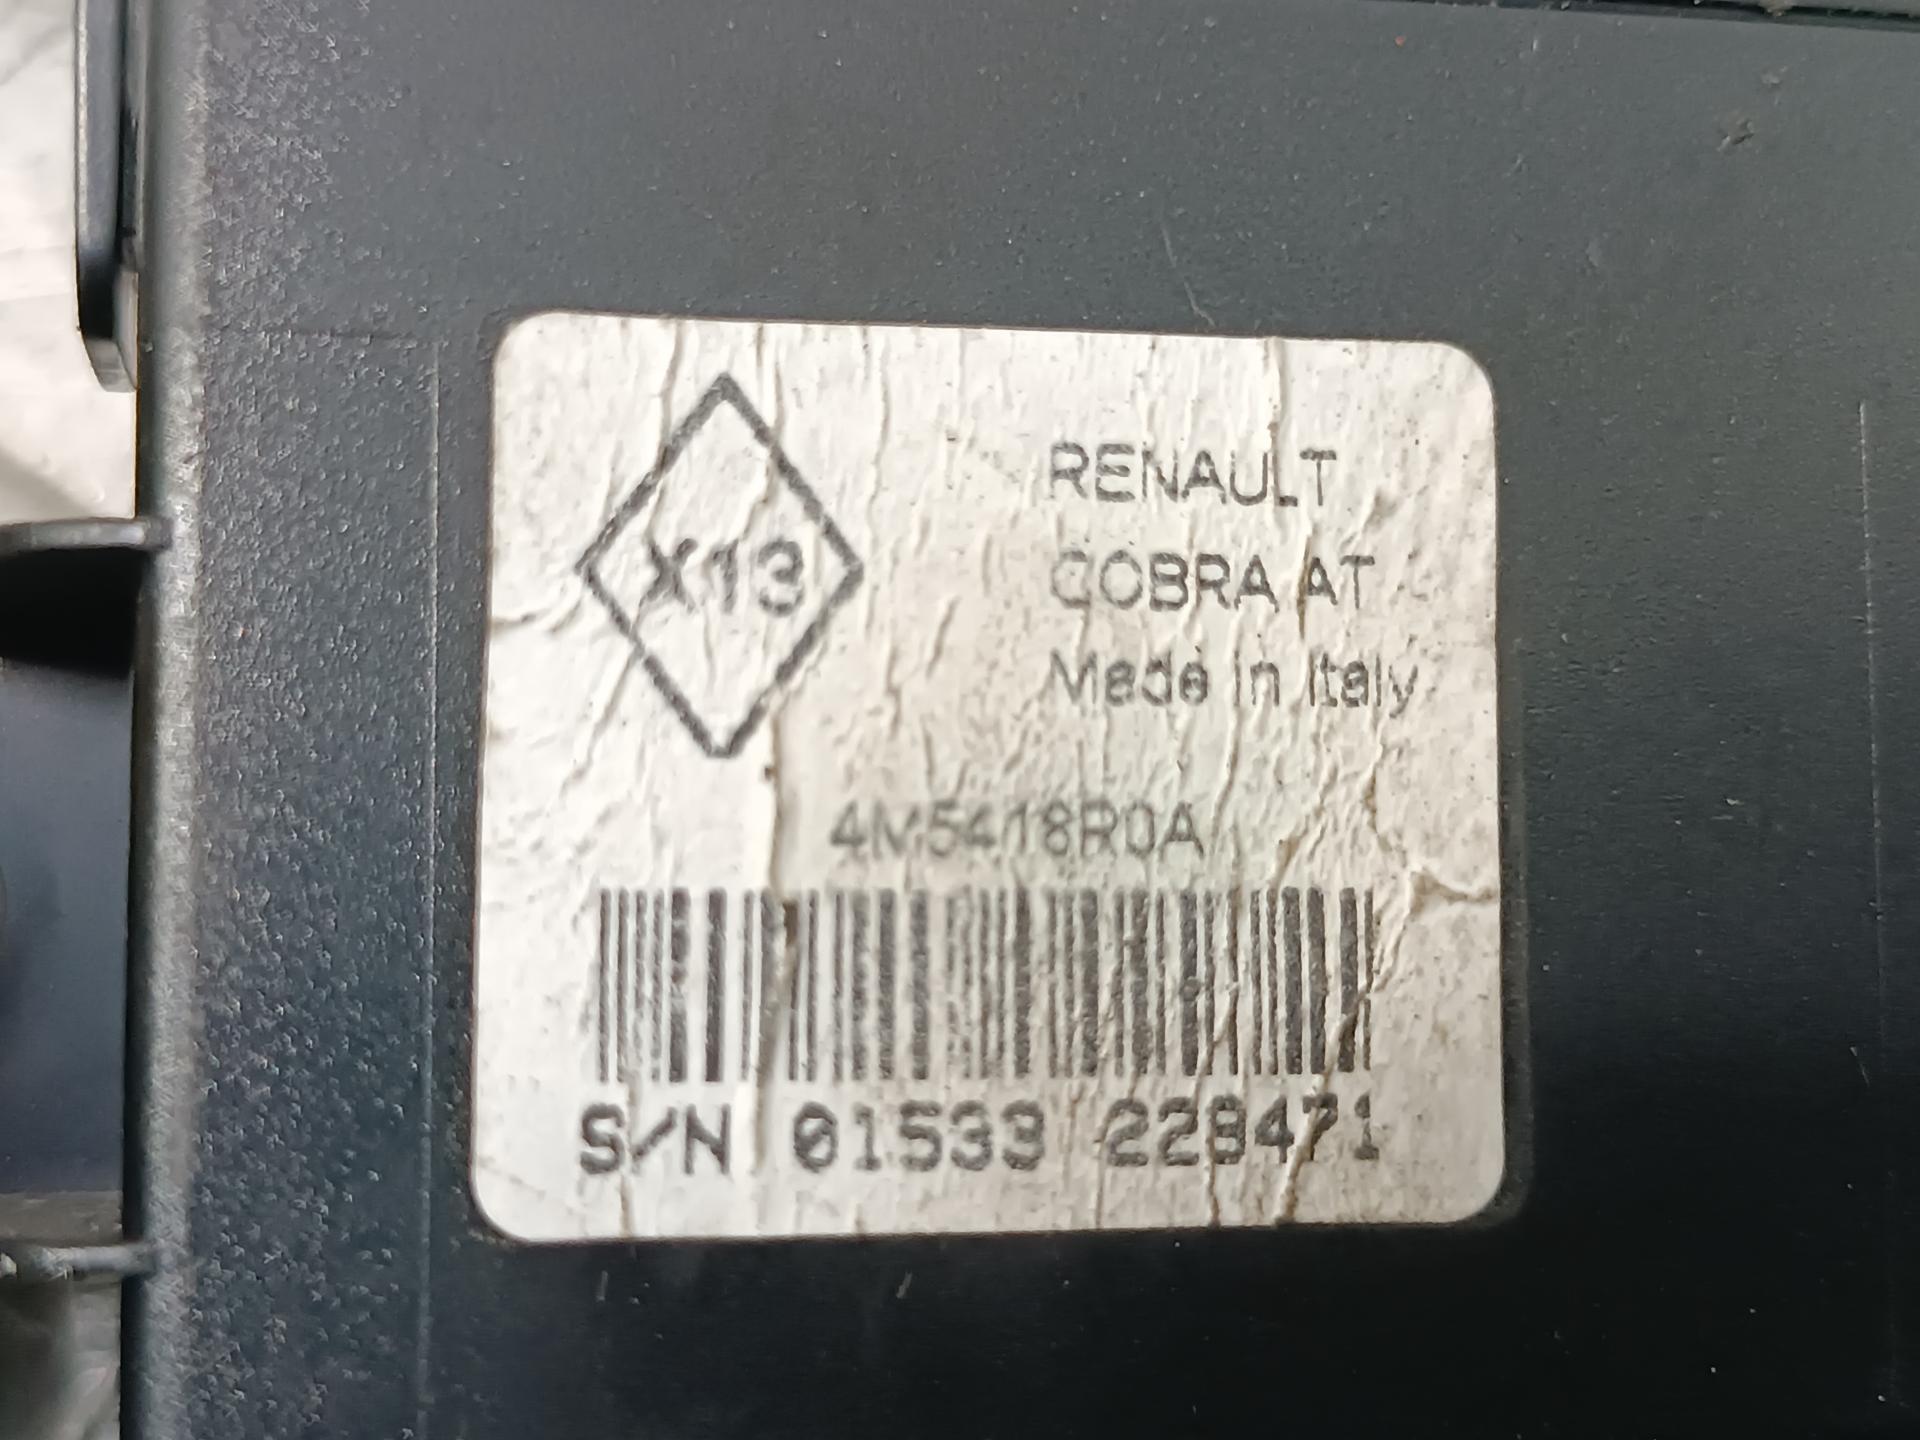 X13
RENAULT
COBRA AT
Made in Italy
4M5418R0A
S/N 01533 228471